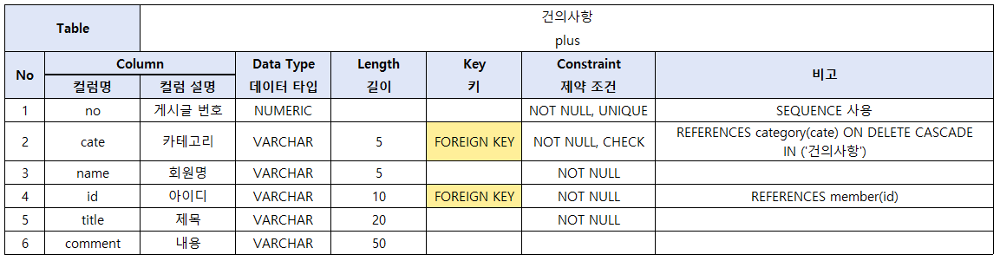 Table
건의사항
plus
No Column Data Type Length Key Constraint 비고
컬럼명 컬럼 설명 데이터 타입 길이 키 제약 조건
1 no 게시글 번호 NUMERIC NOT NULL, UNIQUE SEQUENCE 사용
2 cate 카테고리 VARCHAR 5 FOREIGN KEY NOT NULL, CHECK REFERENCES category(cate) ON DELETE CASCADE
IN ('건의사항')
3 name 회원명 VARCHAR 5 NOT NULL
4 id 아이디 VARCHAR 10 FOREIGN KEY NOT NULL REFERENCES member(id)
5 title 제목 VARCHAR 20 NOT NULL
6 comment 내용 VARCHAR 50